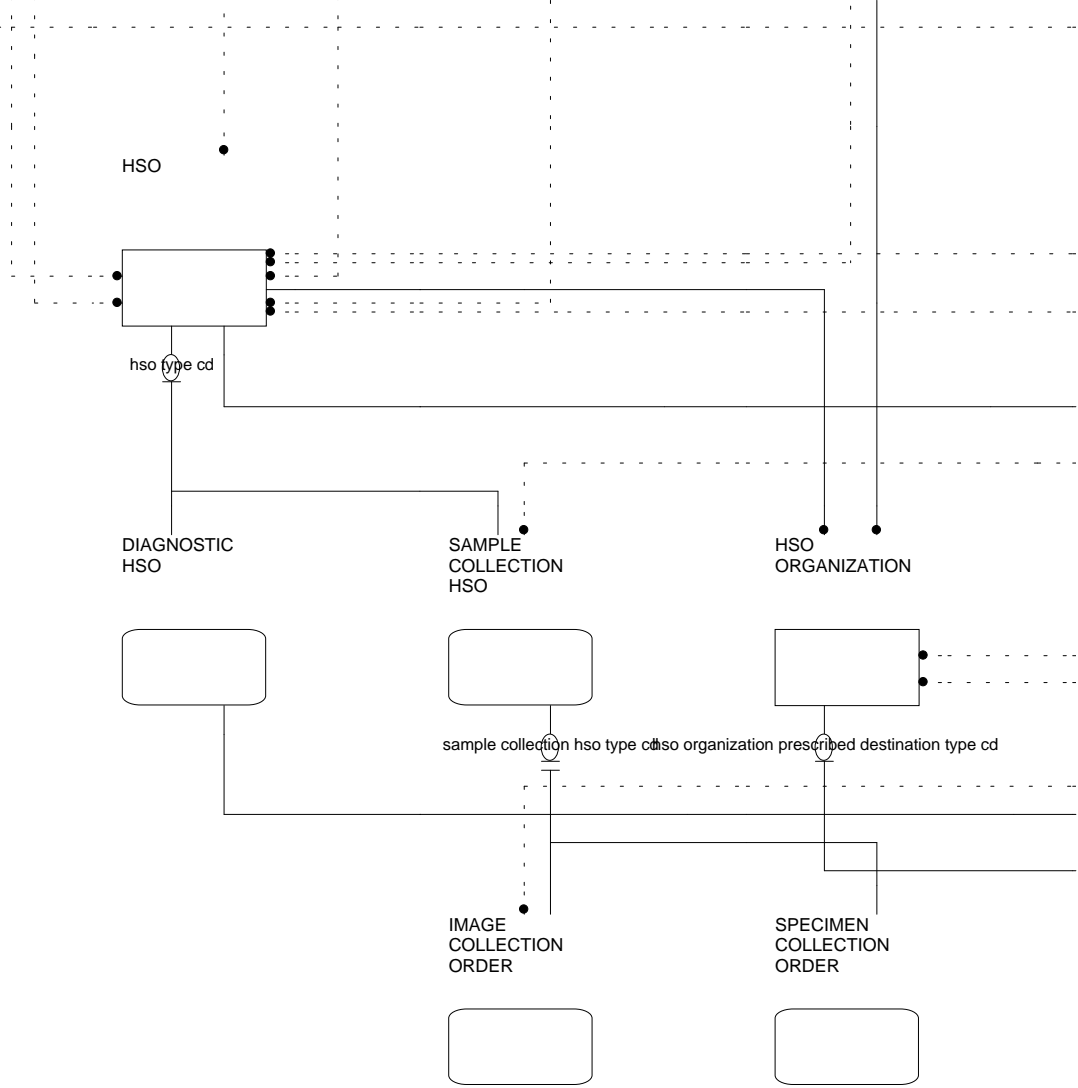 HSO
hso type cd
DIAGNOSTIC
HSO
SAMPLE
COLLECTION
HSO
HSO
ORGANIZATION
sample collection hso type cd
hso organization prescribed destination type cd
IMAGE
COLLECTION
ORDER
SPECIMEN
COLLECTION
ORDER